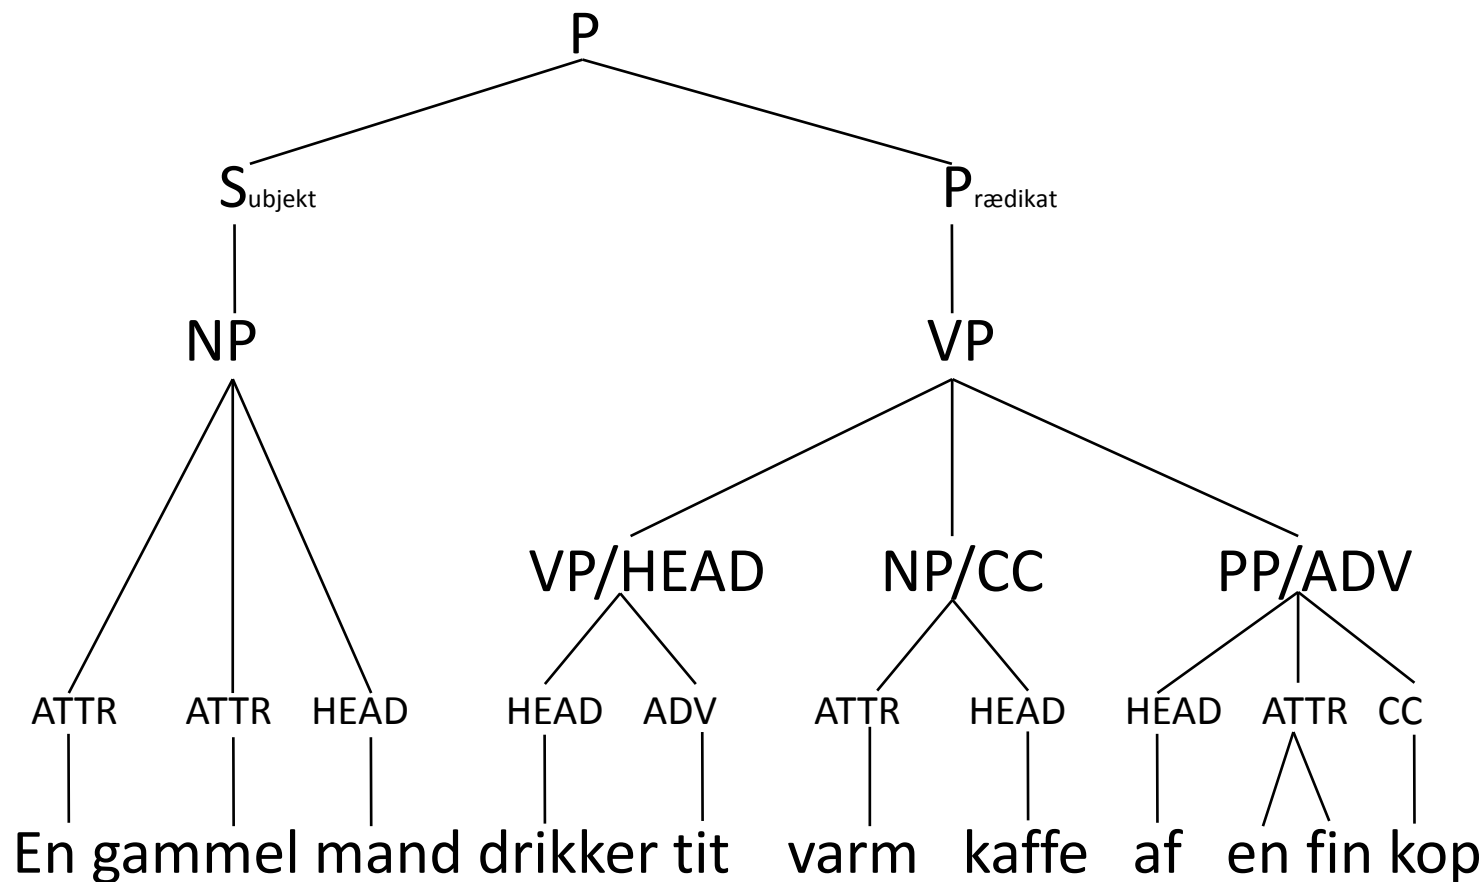 P
Subjekt Prædikat
NP VP
VP/HEAD NP/CC PP/ADV
ATTR ATTR HEAD HEAD ADV ATTR HEAD HEAD ATTR CC
En gammel mand drikker tit varm kaffe af en fin kop